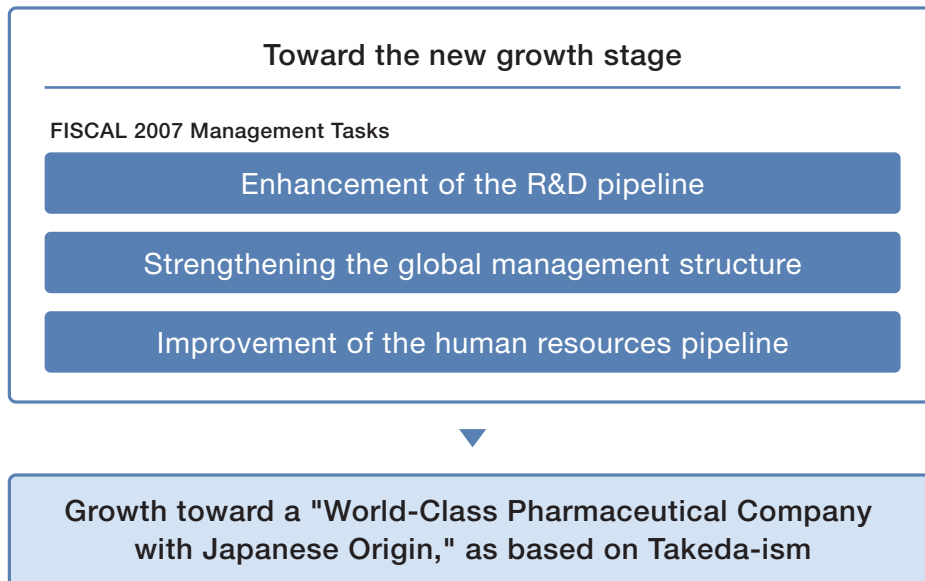 Toward the new growth stage
FISCAL 2007 Management Tasks
Enhancement of the R&D pipeline
Strengthening the global management structure
Improvement of the human resources pipeline
Growth toward a "World-Class Pharmaceutical Company
with Japanese Origin," as based on Takeda-ism